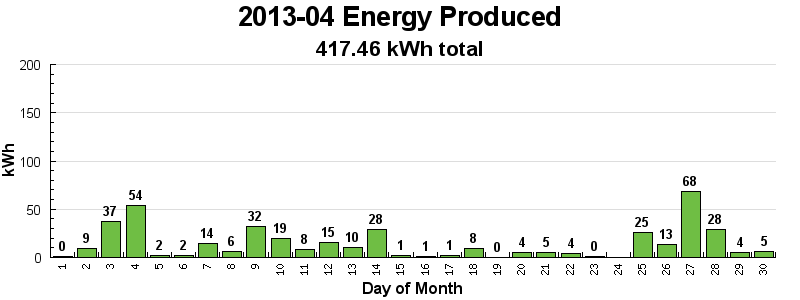 2013-04 Energy Produced
417.46 kWh total
kWh
200
150
100
50
0
0 9 37 54 2 2 14 6 32 19 8 15 10 28 1 1 1 8 0 4 5 4 0 25 13 68 28 4 5
1 2 3 4 5 6 7 8 9 10 11 12 13 14 15 16 17 18 19 20 21 22 23 24 25 26 27 28 29 30
Day of Month